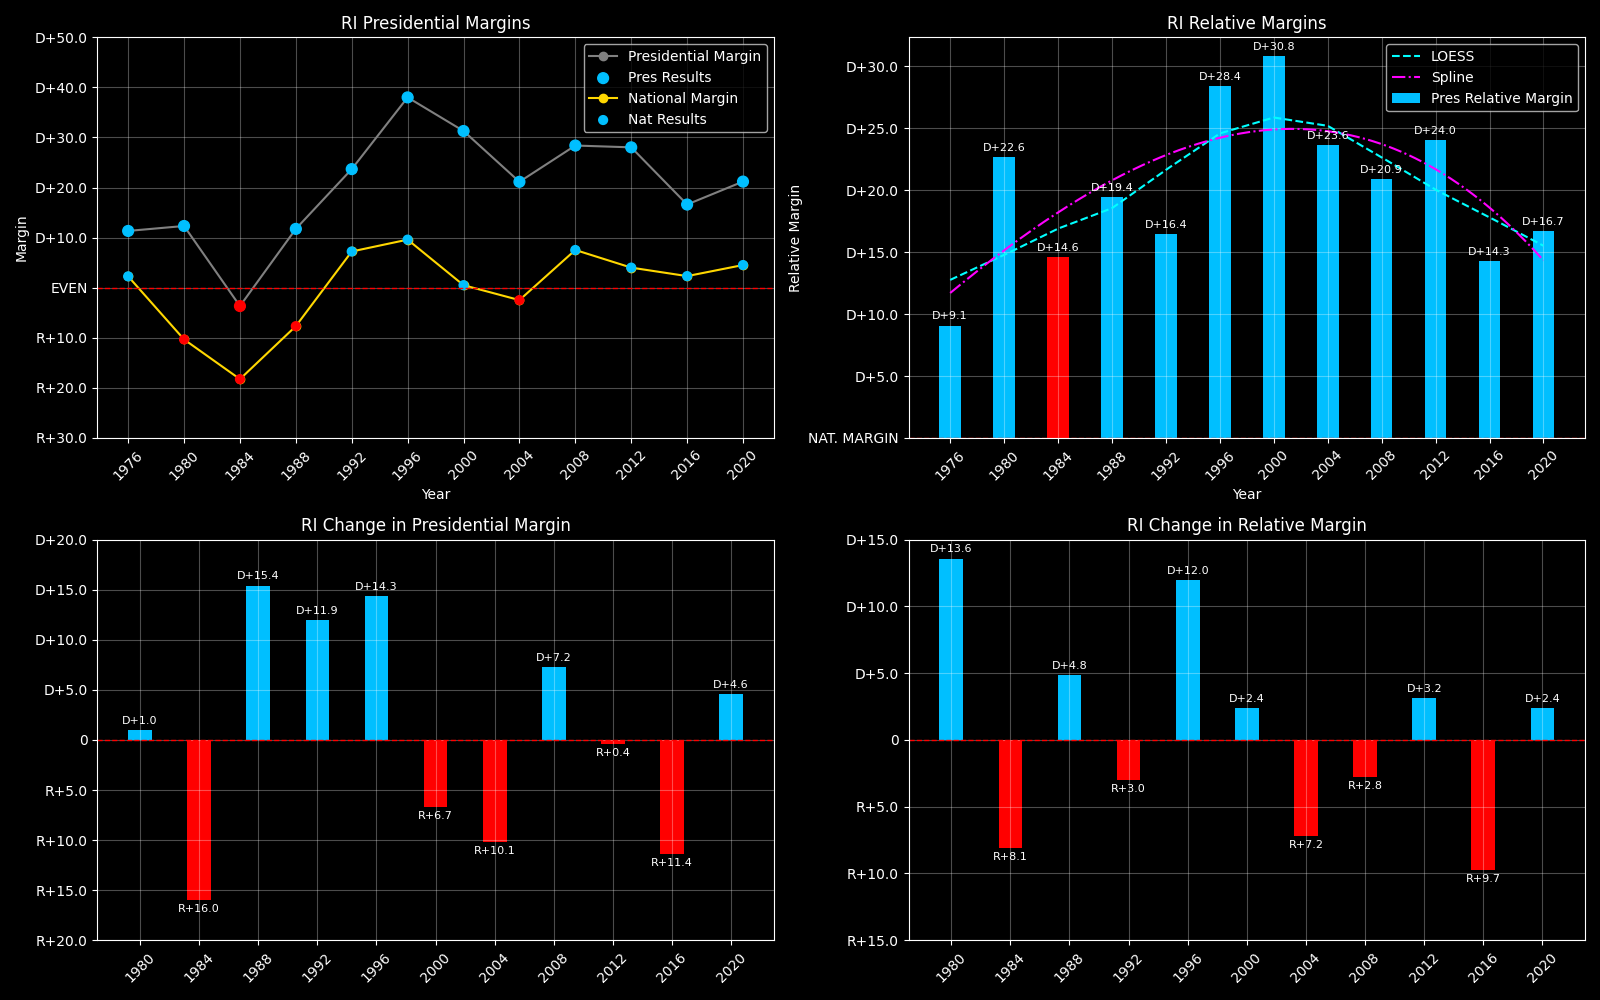 RI Presidential Margins
D+50.0
D+40.0
D+30.0
D+20.0
D+10.0
EVEN
R+10.0
R+20.0
R+30.0
Margin
Presidential Margin
Pres Results
National Margin
Nat Results
1976
1980
1984
1988
1992
1996
2000
2004
2008
2012
2016
2020
Year
RI Relative Margins
D+30.0
D+25.0
D+20.0
D+15.0
D+10.0
D+5.0
NAT. MARGIN
Relative Margin
LOESS
Spline
Pres Relative Margin
D+9.1
D+22.6
D+14.6
D+19.4
D+16.4
D+28.4
D+30.8
D+23.6
D+20.9
D+24.0
D+14.3
D+16.7
1976
1980
1984
1988
1992
1996
2000
2004
2008
2012
2016
2020
Year
RI Change in Presidential Margin
D+20.0
D+15.0
D+10.0
D+5.0
0
R+5.0
R+10.0
R+15.0
R+20.0
D+1.0
R+16.0
D+15.4
D+11.9
D+14.3
R+6.7
R+10.1
D+7.2
R+0.4
R+11.4
D+4.6
1980
1984
1988
1992
1996
2000
2004
2008
2012
2016
2020
RI Change in Relative Margin
D+15.0
D+10.0
D+5.0
0
R+5.0
R+10.0
R+15.0
D+13.6
R+8.1
D+4.8
R+3.0
D+12.0
D+2.4
R+7.2
R+2.8
D+3.2
R+9.7
D+2.4
1980
1984
1988
1992
1996
2000
2004
2008
2012
2016
2020